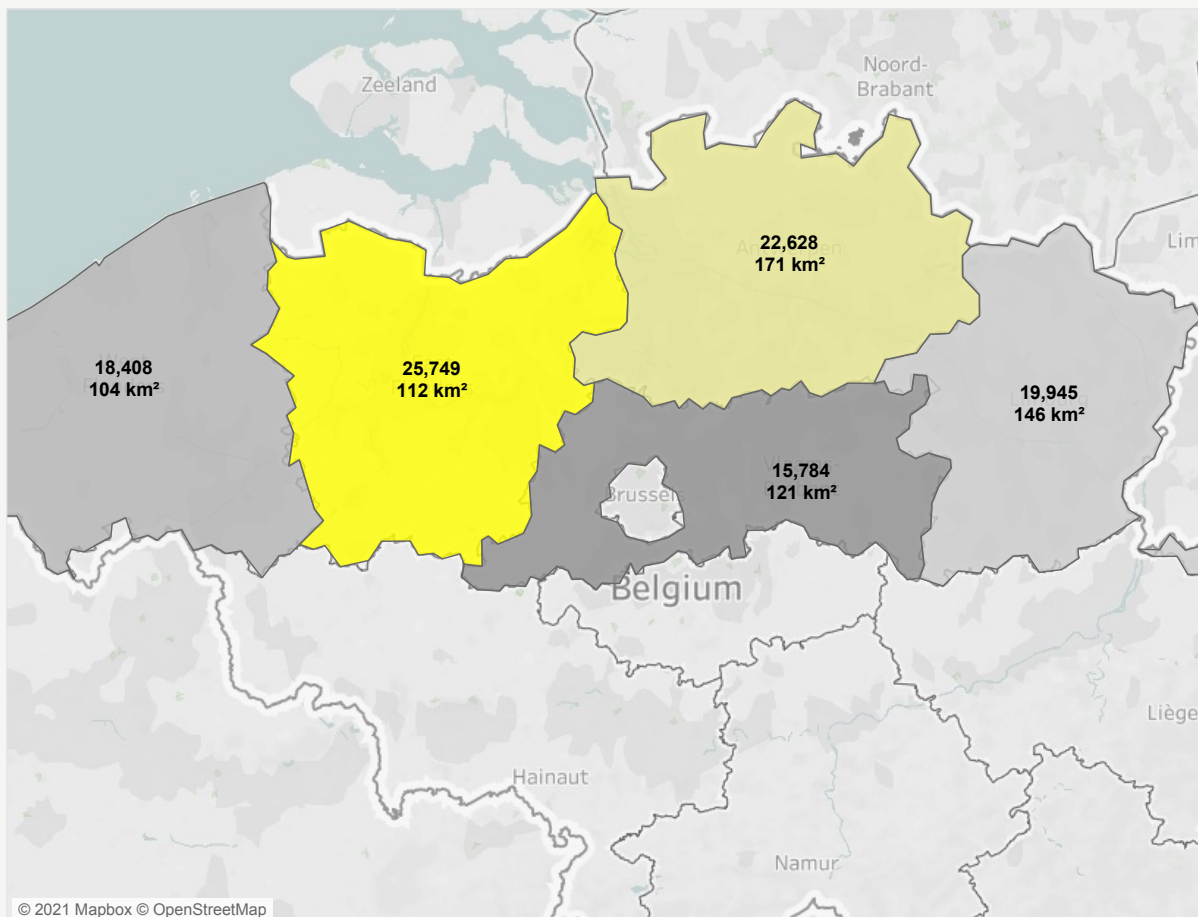 Zeeland
Noord-
Brabant
22,628
171 km²
Lim
18,408
104 km²
25,749
112 km²
19,945
146 km²
15,784
121 km²
Brussels
Belgium
Liège
Hainaut
Namur
© 2021 Mapbox © OpenStreetMap